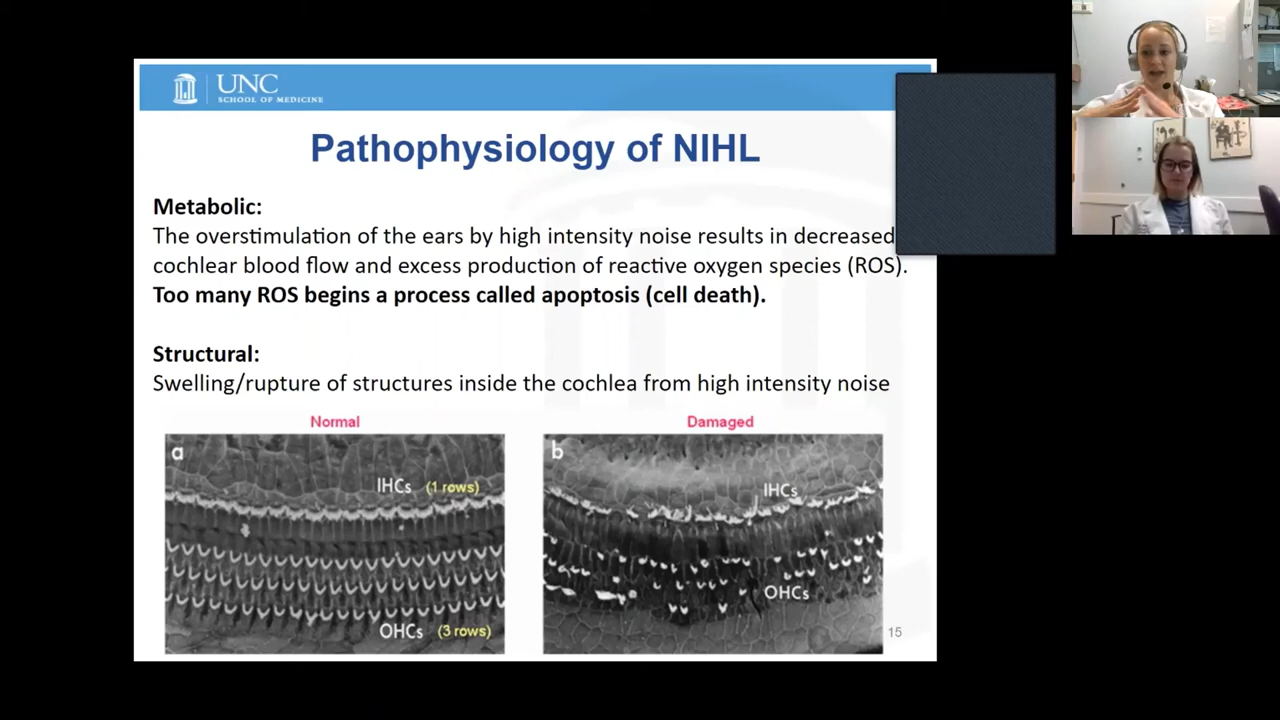 UNC
SCHOOL OF MEDICINE
Pathophysiology of NIHL
Metabolic:
The overstimulation of the ears by high intensity noise results in decreased
cochlear blood flow and excess production of reactive oxygen species (ROS).
Too many ROS begins a process called apoptosis (cell death).
Structural:
Swelling/rupture of structures inside the cochlea from high intensity noise
Normal
Damaged
a
IHCs (1 rows)
OHCs (3 rows)
b
IHCs
OHCs
15